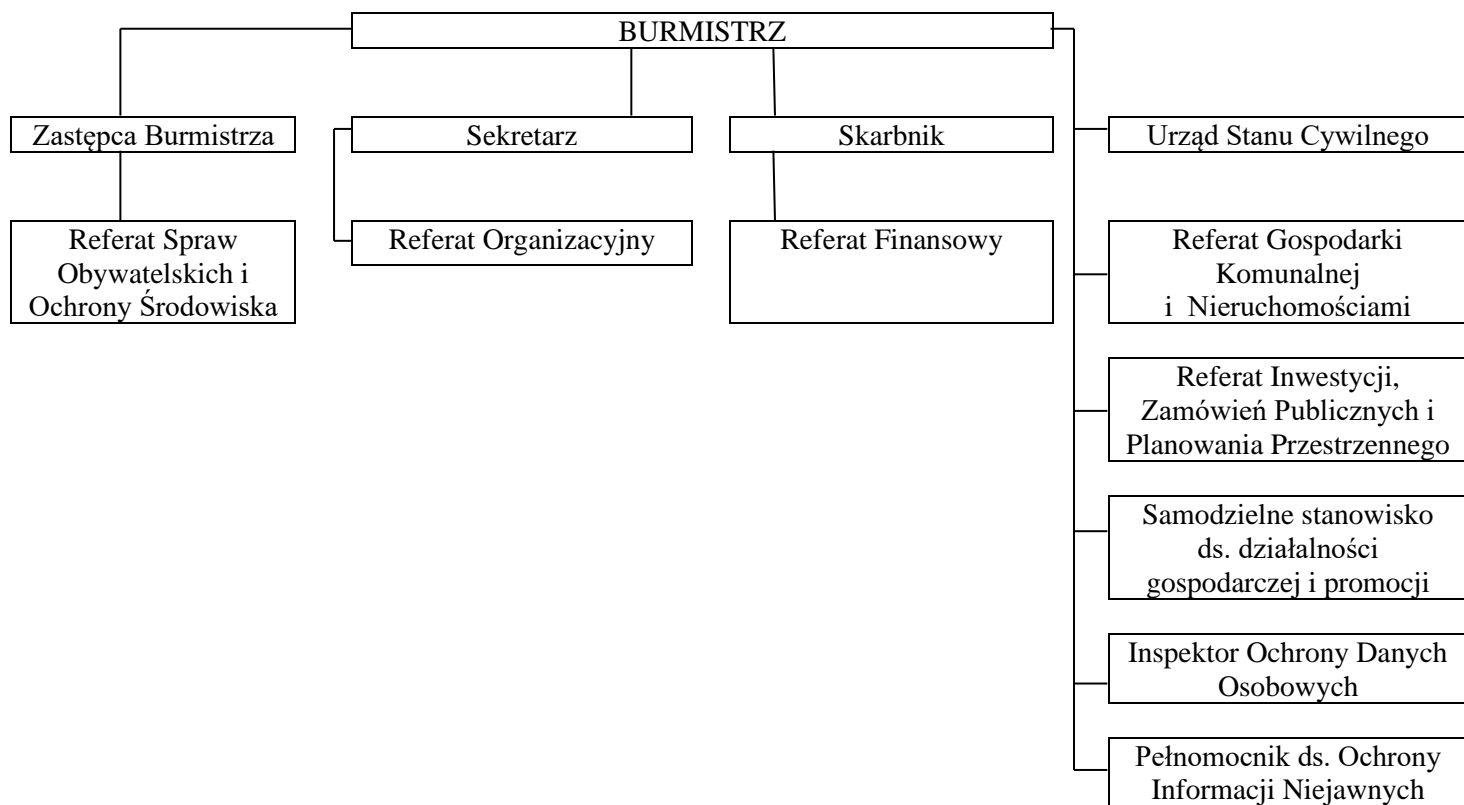 BURMISTRZ
Zastępca Burmistrza
Sekretarz
Skarbnik
Urząd Stanu Cywilnego
Referat Spraw
Obywatelskich i
Ochrony Środowiska
Referat Organizacyjny
Referat Finansowy
Referat Gospodarki
Komunalnej
i Nieruchomościami
Referat Inwestycji,
Zamówień Publicznych i
Planowania Przestrzennego
Samodzielne stanowisko
ds. działalności
gospodarczej i promocji
Inspektor Ochrony Danych
Osobowych
Pełnomocnik ds. Ochrony
Informacji Niejawnych